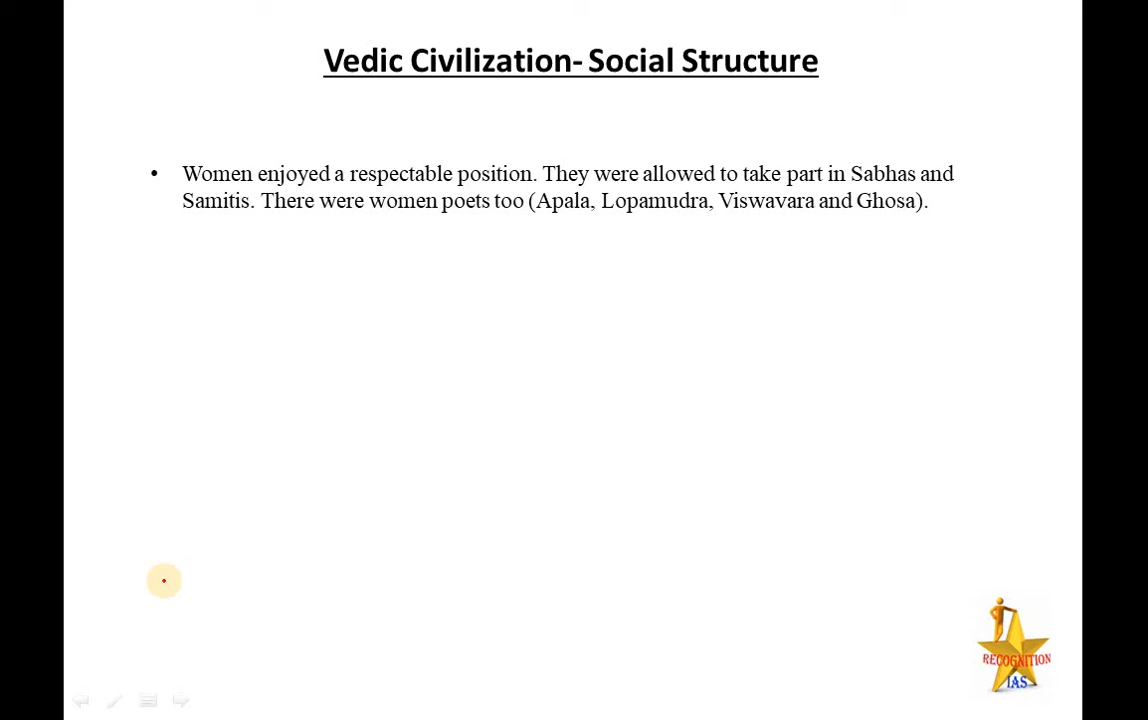 Vedic Civilization- Social Structure
• Women enjoyed a respectable position. They were allowed to take part in Sabhas and
Samitis. There were women poets too (Apala, Lopamudra, Viswavara and Ghosa).
RECOGNITION
IAS